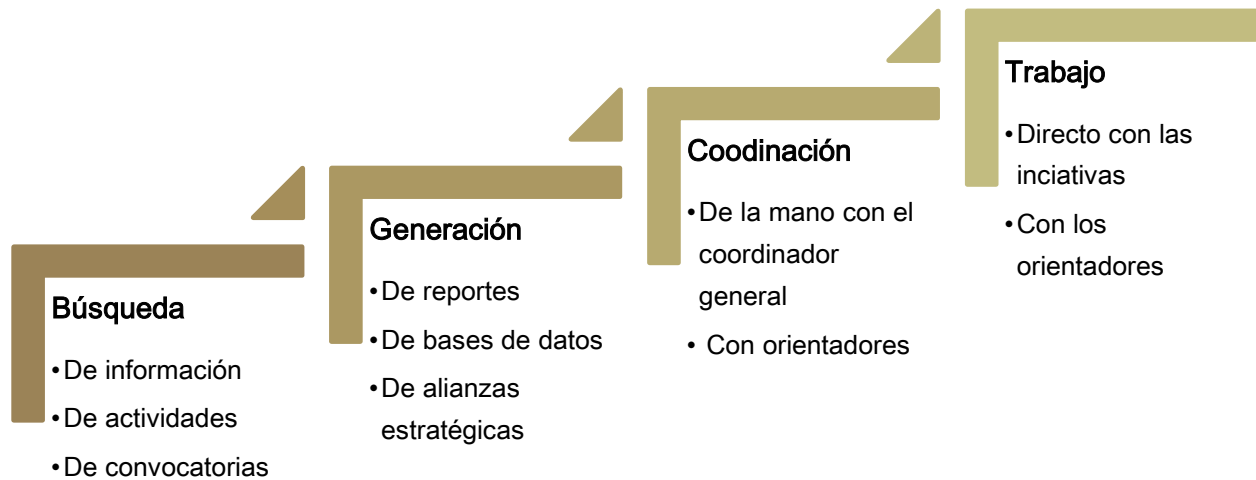 Búsqueda
•De información
•De actividades
•De convocatorias
Generación
•De reportes
•De bases de datos
•De alianzas
estratégicas
Coodinación
•De la mano con el
coordinador
general
• Con orientadores
Trabajo
•Directo con las
inciativas
•Con los
orientadores